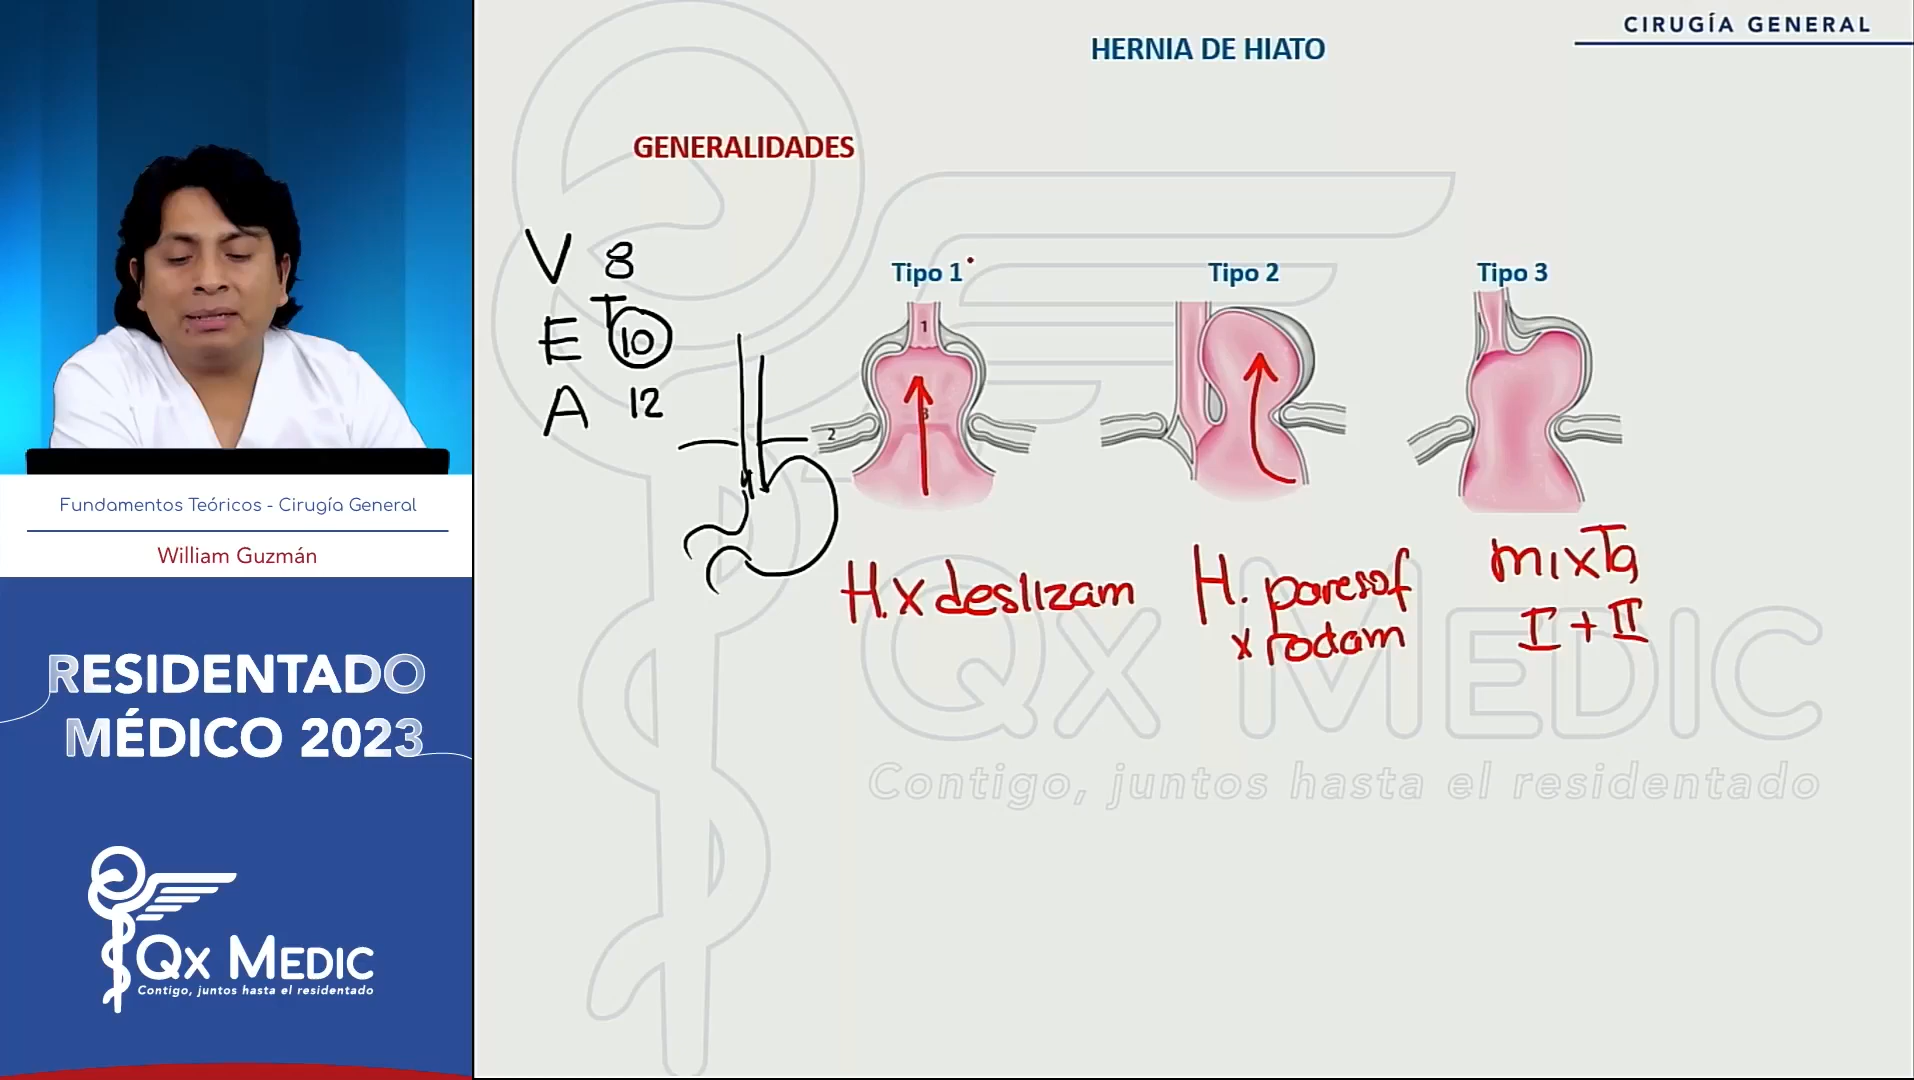 CIRUGÍA GENERAL
HERNIA DE HIATO
GENERALIDADES
V 8
E T10
A 12
Tipo 1
Tipo 2
Tipo 3
1
2
3
H. x deslizam
H. paresof
x rodam
mixta
I + II
Fundamentos Teóricos - Cirugía General
William Guzmán
RESIDENTADO
MÉDICO 2023
QX MEDIC
Contigo, juntos hasta el residentado
QX MEDIC
Contigo, juntos hasta el residentado